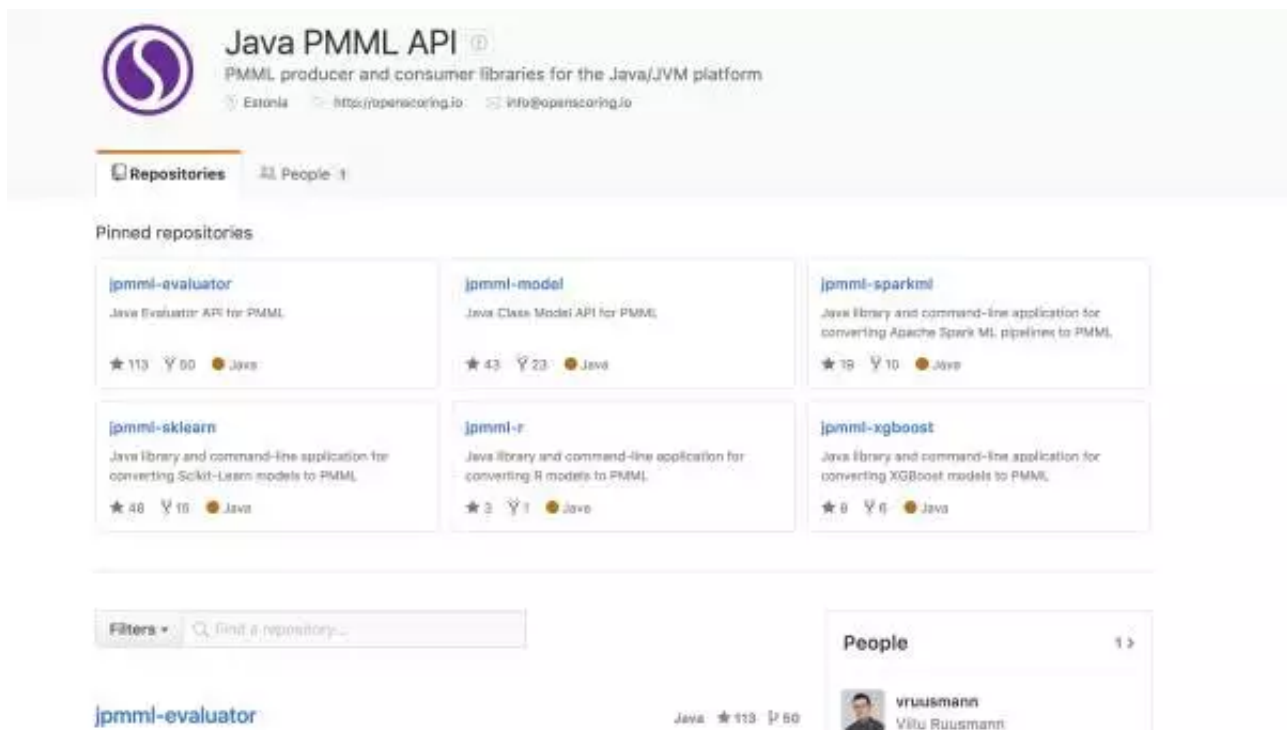 Java PMML API
PMML producer and consumer libraries for the Java/JVM platform
Estonia http://openscoring.io info@openscoring.io
Repositories People 1
Pinned repositories
jpmml-evaluator
Java Evaluator API for PMML
★ 113 50 Java
jpmml-model
Java Class Model API for PMML
★ 43 23 Java
jpmml-sparkml
Java library and command-line application for
converting Apache Spark ML pipelines to PMML
★ 19 10 Java
jpmml-sklearn
Java library and command-line application for
converting Scikit-Learn models to PMML
★ 48 Java
jpmml-r
Java library and command-line application for
converting R models to PMML
★ 3 1 Java
jpmml-xgboost
Java library and command-line application for
converting XGBoost models to PMML
★ 6 Java
Filters Find a repository...
jpmml-evaluator
Java ★ 113 50
People 1
vruusmann
Villu Ruusmann